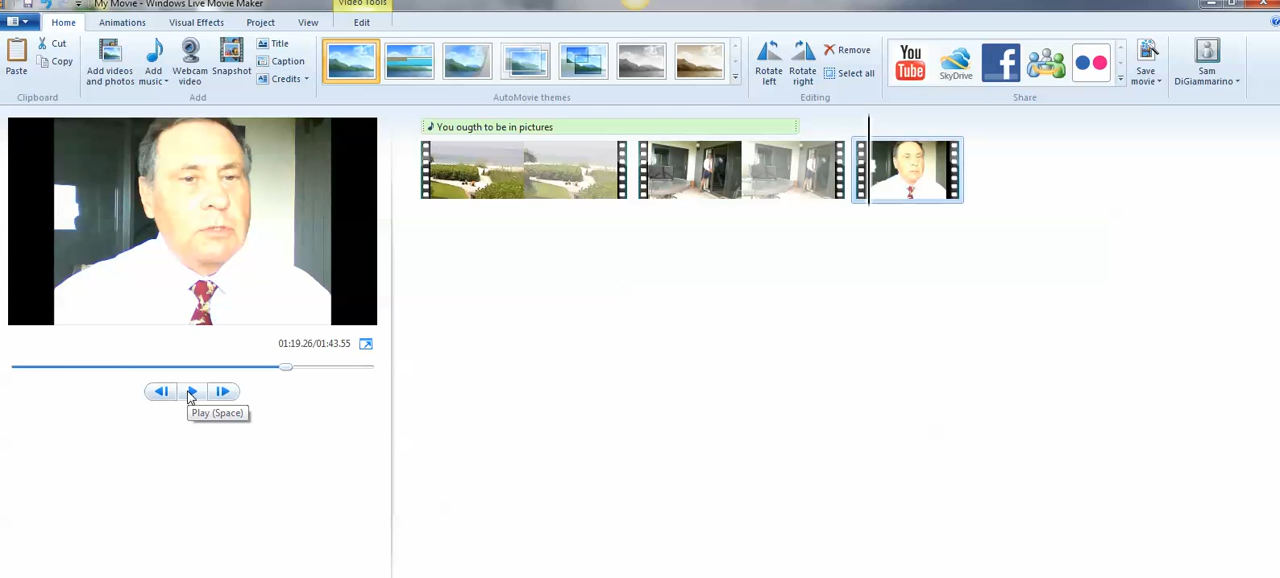 My Movie - Windows Live Movie Maker
Video Tools
Home
Animations
Visual Effects
Project
View
Edit
Paste
Cut
Copy
Clipboard
Add videos
and photos
Add
music
Webcam
video
Snapshot
Title
Caption
Credits
Add
AutoMovie themes
Rotate
left
Rotate
right
Remove
Select all
Editing
You
Tube
SkyDrive
Share
Save
movie
Sam
DiGiammarino
You ougth to be in pictures
01:19.26/01:43.55
Play (Space)